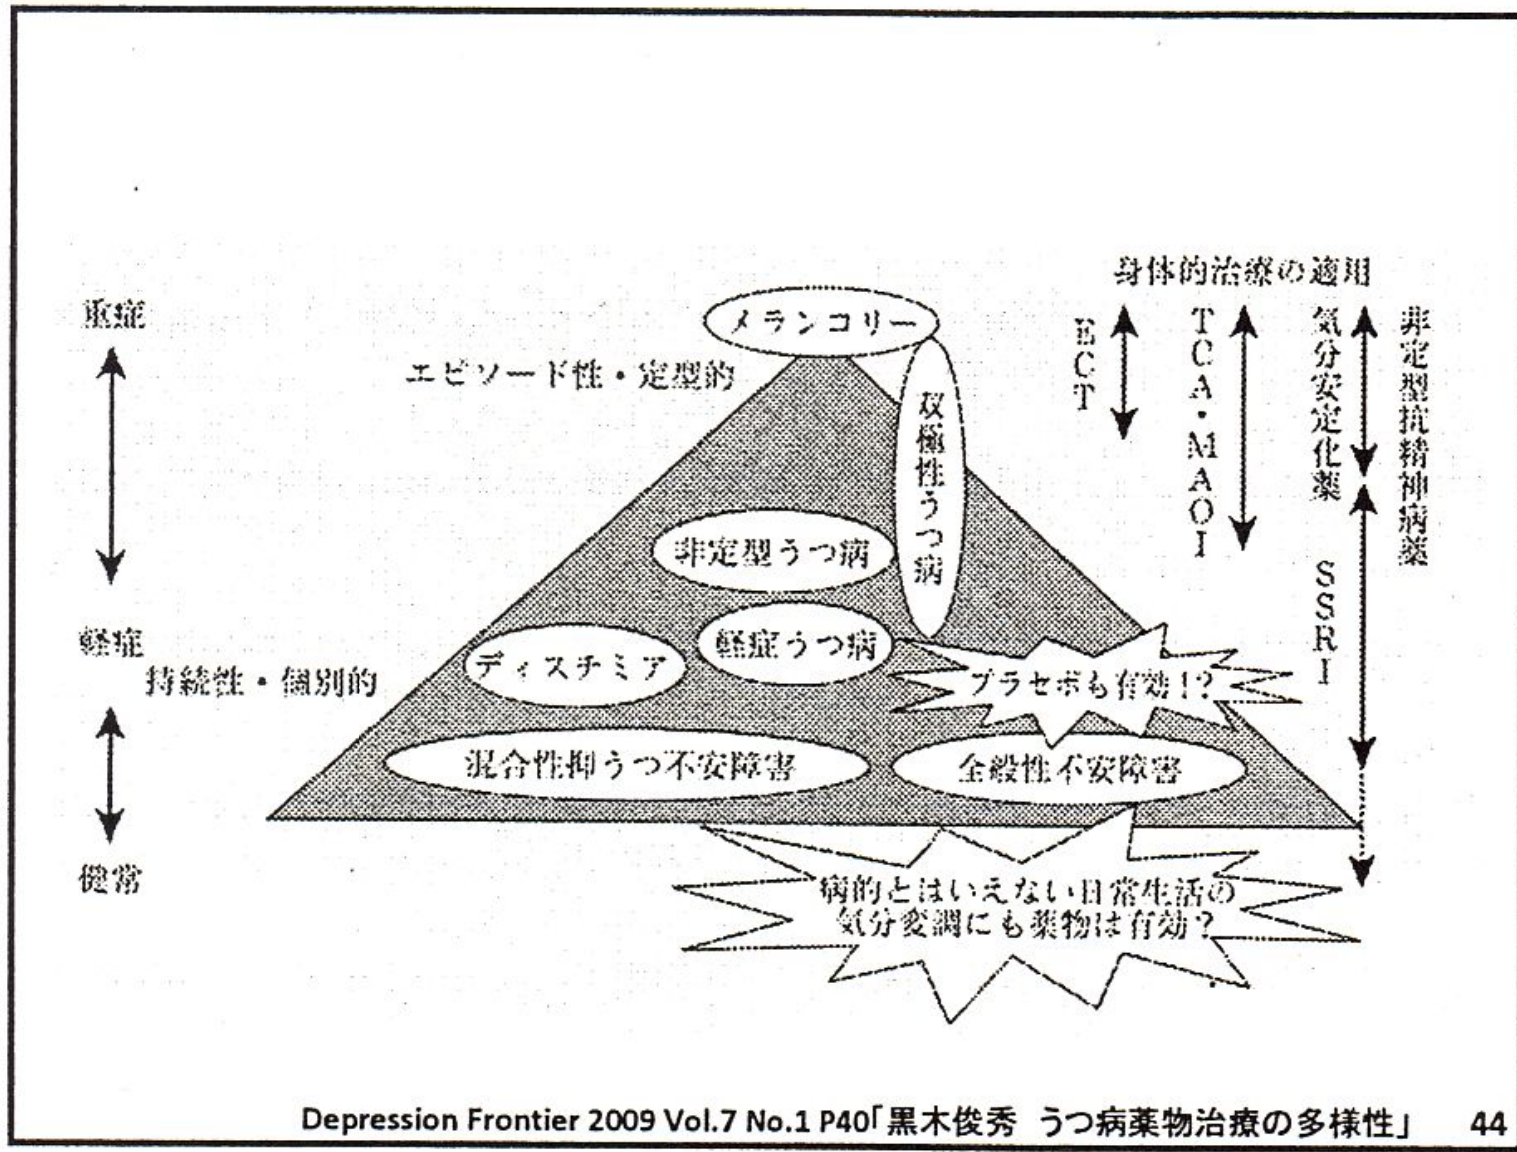 身体的治療の適用
重症
メランコリー
エピソード性・定型的
双極性うつ病
ECT
TCA・MAOI
気分安定化薬
非定型抗精神病薬
SSRI
非定型うつ病
軽症うつ病
軽症
持続性・個別的
ディスチミア
プラセボも有効!?
混合性抑うつ不安障害
全般性不安障害
健常
病的とはいえない日常生活の
気分変調にも薬物は有効?
Depression Frontier 2009 Vol.7 No.1 P40「黒木俊秀 うつ病薬物治療の多様性」 44